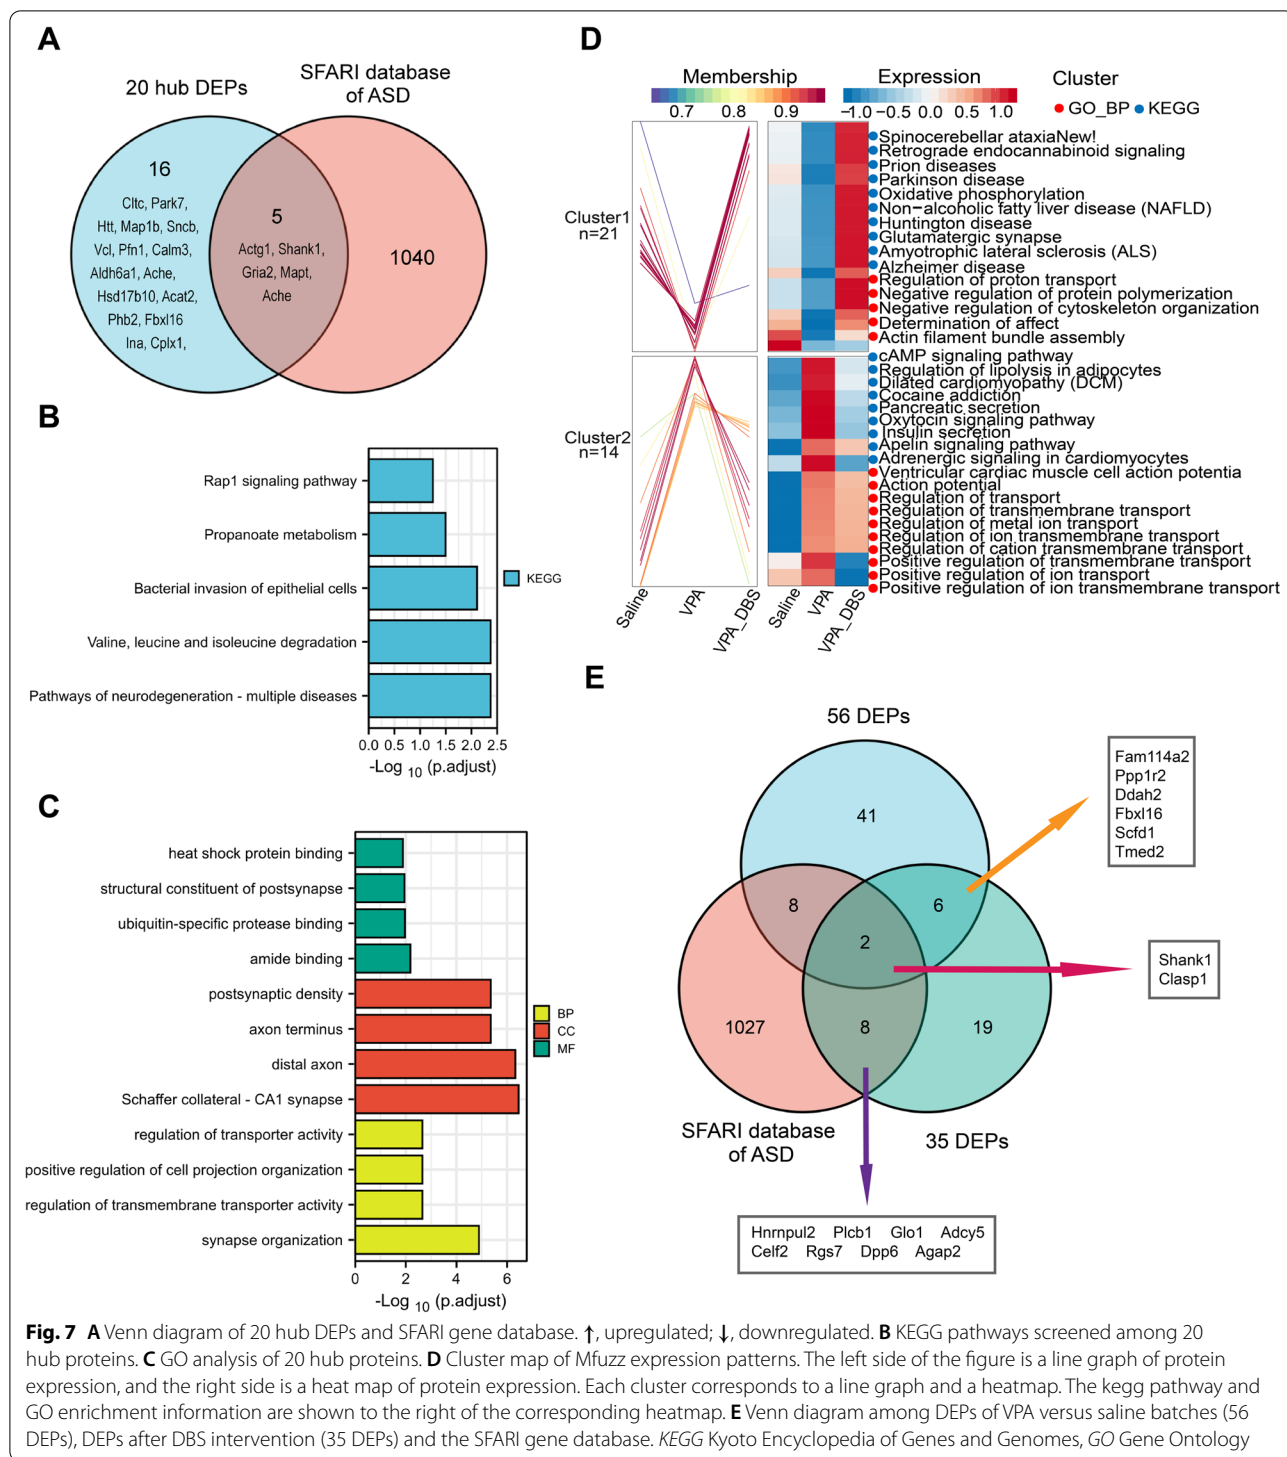 A
20 hub DEPs
SFARI database
of ASD
16
Cltc, Park7,
Htt, Map1b, Sncb,
Vcl, Pfn1, Calm3,
Aldh6a1, Ache,
Hsd17b10, Acat2,
Phb2, Fbxl16
Ina, Cplx1,
5
Actg1, Shank1,
Gria2, Mapt,
Ache
1040
B
Rap1 signaling pathway
Propanoate metabolism
Bacterial invasion of epithelial cells
Valine, leucine and isoleucine degradation
Pathways of neurodegeneration - multiple diseases
KEGG
0.0 0.5 1.0 1.5 2.0 2.5
-Log 10 (p.adjust)
C
heat shock protein binding
structural constituent of postsynapse
ubiquitin-specific protease binding
amide binding
postsynaptic density
axon terminus
distal axon
Schaffer collateral - CA1 synapse
regulation of transporter activity
positive regulation of cell projection organization
regulation of transmembrane transporter activity
synapse organization
BP
CC
MF
0 2 4 6
-Log 10 (p.adjust)
D
Membership
0.7 0.8 0.9
Expression
−1.0 −0.5 0.0 0.5 1.0
Cluster
GO_BP KEGG
Cluster1
n=21
Spinocerebellar ataxiaNew!
Retrograde endocannabinoid signaling
Prion diseases
Parkinson disease
Oxidative phosphorylation
Non−alcoholic fatty liver disease (NAFLD)
Huntington disease
Glutamatergic synapse
Amyotrophic lateral sclerosis (ALS)
Alzheimer disease
Regulation of proton transport
Negative regulation of protein polymerization
Negative regulation of cytoskeleton organization
Determination of affect
Actin filament bundle assembly
Cluster2
n=14
cAMP signaling pathway
Regulation of lipolysis in adipocytes
Dilated cardiomyopathy (DCM)
Cocaine addiction
Pancreatic secretion
Oxytocin signaling pathway
Insulin secretion
Apelin signaling pathway
Adrenergic signaling in cardiomyocytes
Ventricular cardiac muscle cell action potentia
Action potential
Regulation of transport
Regulation of transmembrane transport
Regulation of metal ion transport
Regulation of ion transmembrane transport
Regulation of cation transmembrane transport
Positive regulation of transmembrane transport
Positive regulation of ion transport
Positive regulation of ion transmembrane transport
Saline VPA VPA_DBS Saline VPA VPA_DBS
E
56 DEPs
41
8
6
2
1027
8
19
SFARI database
of ASD
35 DEPs
Fam114a2
Ppp1r2
Ddah2
Fbxl16
Scfd1
Tmed2
Shank1
Clasp1
Hnrnpul2 Plcb1 Glo1 Adcy5
Celf2 Rgs7 Dpp6 Agap2
Fig. 7 A Venn diagram of 20 hub DEPs and SFARI gene database. ↑, upregulated; ↓, downregulated. B KEGG pathways screened among 20
hub proteins. C GO analysis of 20 hub proteins. D Cluster map of Mfuzz expression patterns. The left side of the figure is a line graph of protein
expression, and the right side is a heat map of protein expression. Each cluster corresponds to a line graph and a heatmap. The kegg pathway and
GO enrichment information are shown to the right of the corresponding heatmap. E Venn diagram among DEPs of VPA versus saline batches (56
DEPs), DEPs after DBS intervention (35 DEPs) and the SFARI gene database. KEGG Kyoto Encyclopedia of Genes and Genomes, GO Gene Ontology